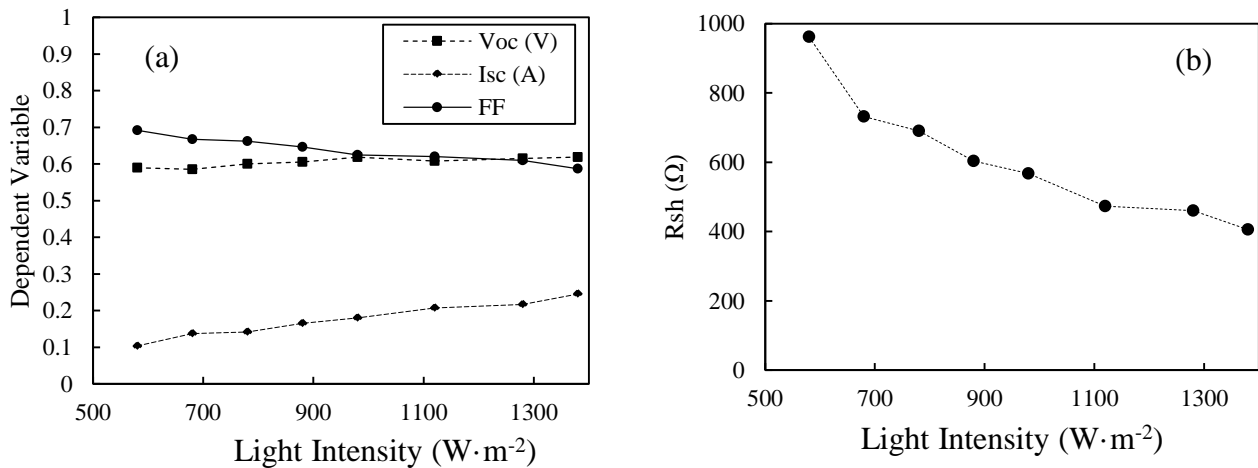 (a)
Voc (V)
Isc (A)
FF
Dependent Variable
1
0.9
0.8
0.7
0.6
0.5
0.4
0.3
0.2
0.1
0
500 700 900 1100 1300
Light Intensity (W·m-2)
(b)
Rsh (Ω)
1000
800
600
400
200
0
500 700 900 1100 1300
Light Intensity (W·m-2)